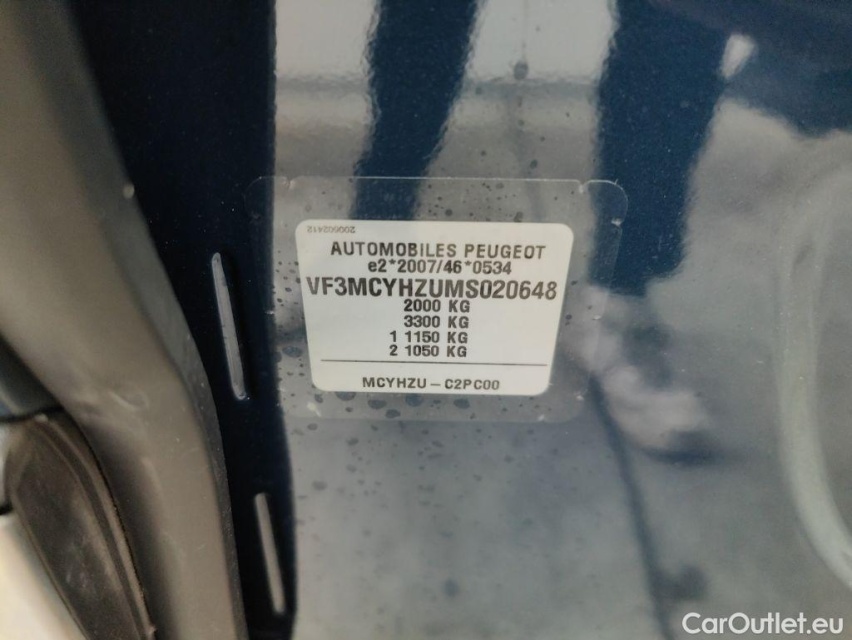 200602412
AUTOMOBILES PEUGEOT
e2*2007/46*0534
VF3MCYHZUMS020648
2000 KG
3300 KG
1 1150 KG
2 1050 KG
MCYHZU – C2PC00
CarOutlet.eu